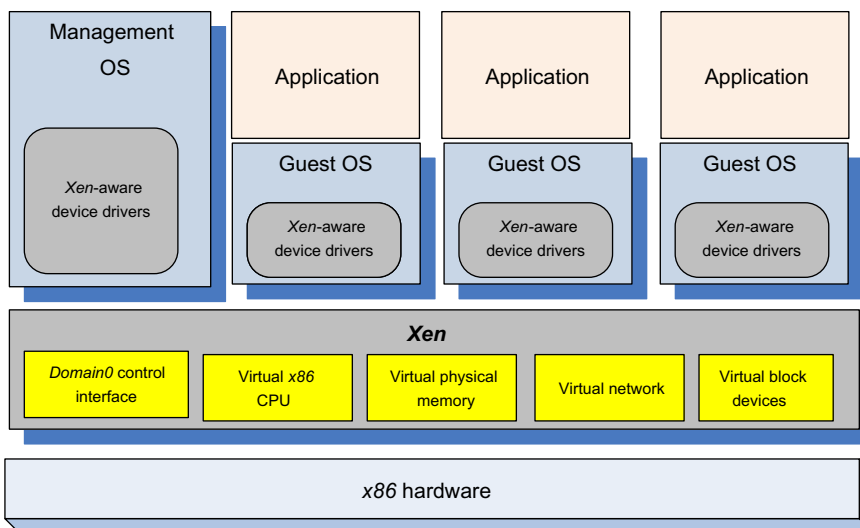 Management
OS
Xen-aware
device drivers
Application
Application
Application
Guest OS
Xen-aware
device drivers
Guest OS
Xen-aware
device drivers
Guest OS
Xen-aware
device drivers
Xen
Domain0 control
interface
Virtual x86
CPU
Virtual physical
memory
Virtual network
Virtual block
devices
x86 hardware